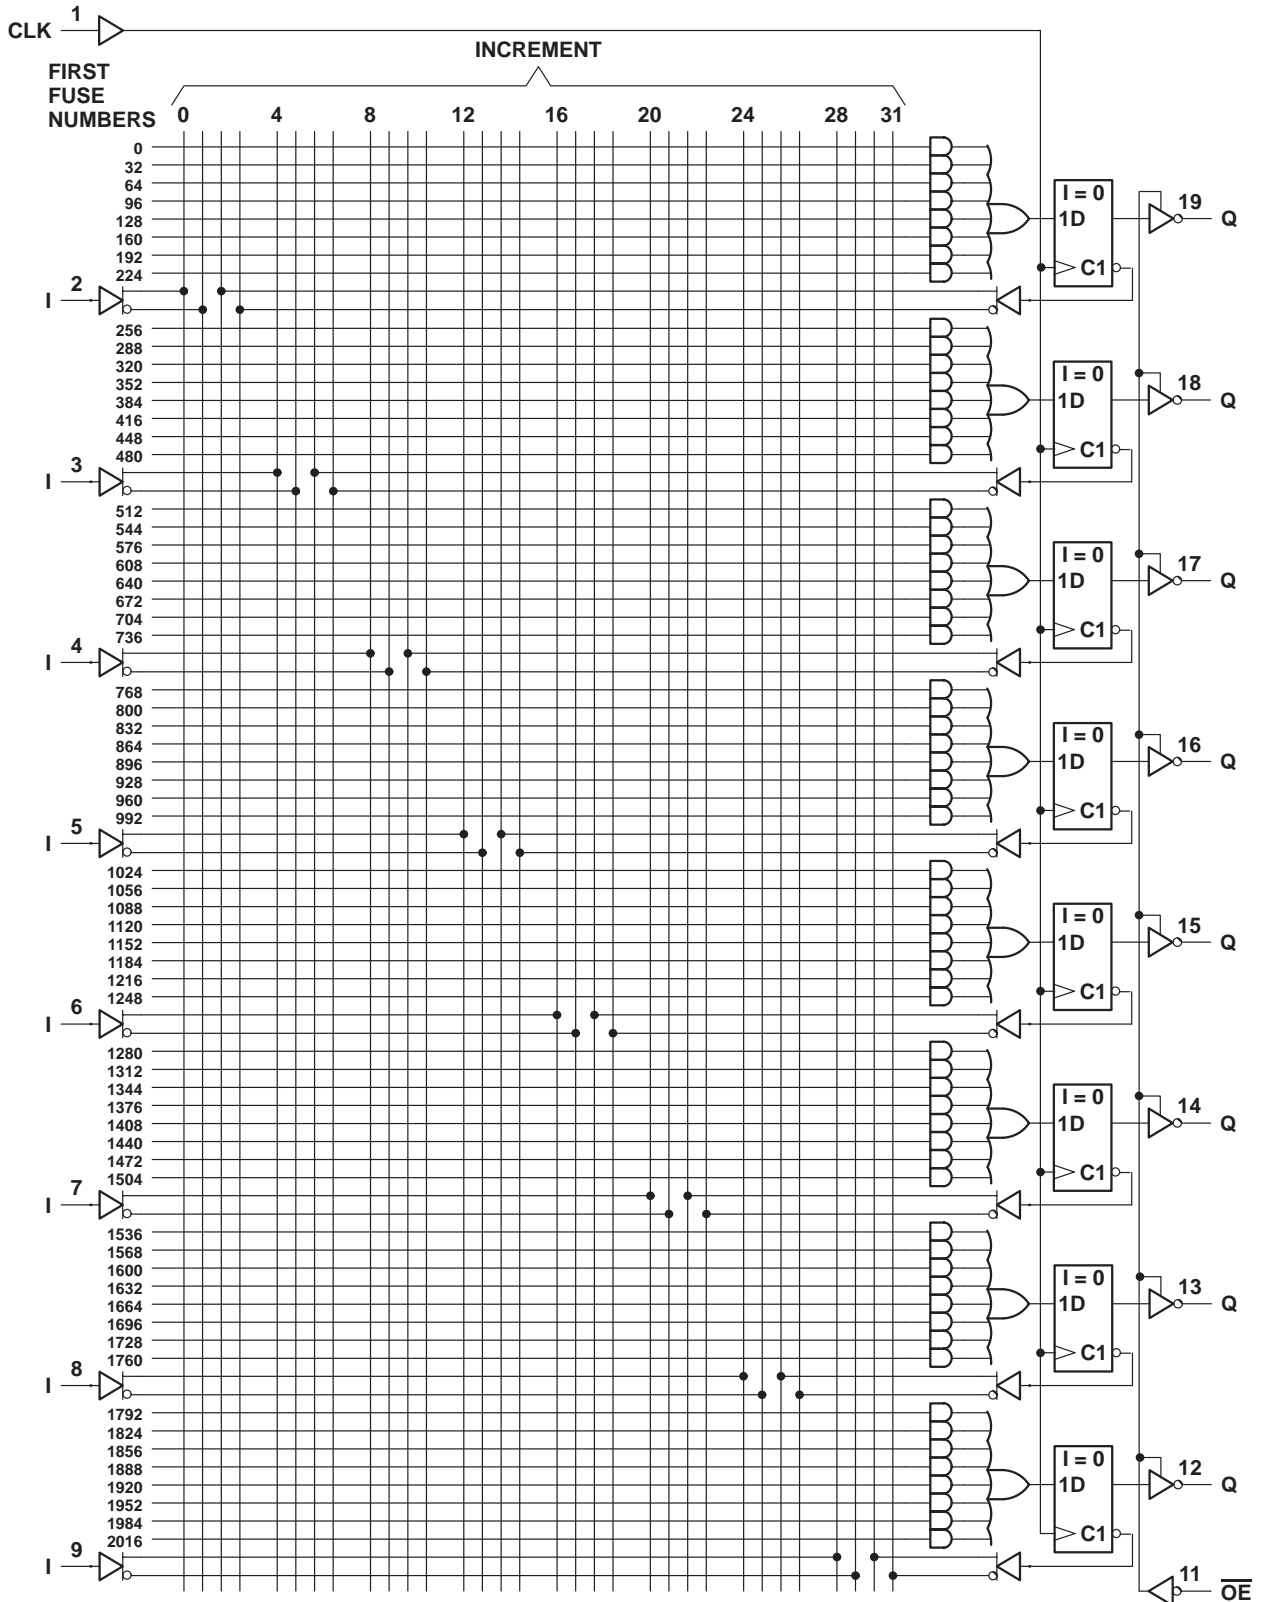 1
CLK
INCREMENT
FIRST
FUSE
NUMBERS
0 4 8 12 16 20 24 28 31
0
32
64
96
128
160
192
224
I = 0
1D
C1
19
Q
2
I
256
288
320
352
384
416
448
480
I = 0
1D
C1
18
Q
3
I
512
544
576
608
640
672
704
736
I = 0
1D
C1
17
Q
4
I
768
800
832
864
896
928
960
992
I = 0
1D
C1
16
Q
5
I
1024
1056
1088
1120
1152
1184
1216
1248
I = 0
1D
C1
15
Q
6
I
1280
1312
1344
1376
1408
1440
1472
1504
I = 0
1D
C1
14
Q
7
I
1536
1568
1600
1632
1664
1696
1728
1760
I = 0
1D
C1
13
Q
8
I
1792
1824
1856
1888
1920
1952
1984
2016
I = 0
1D
C1
12
Q
9
I
11
OE